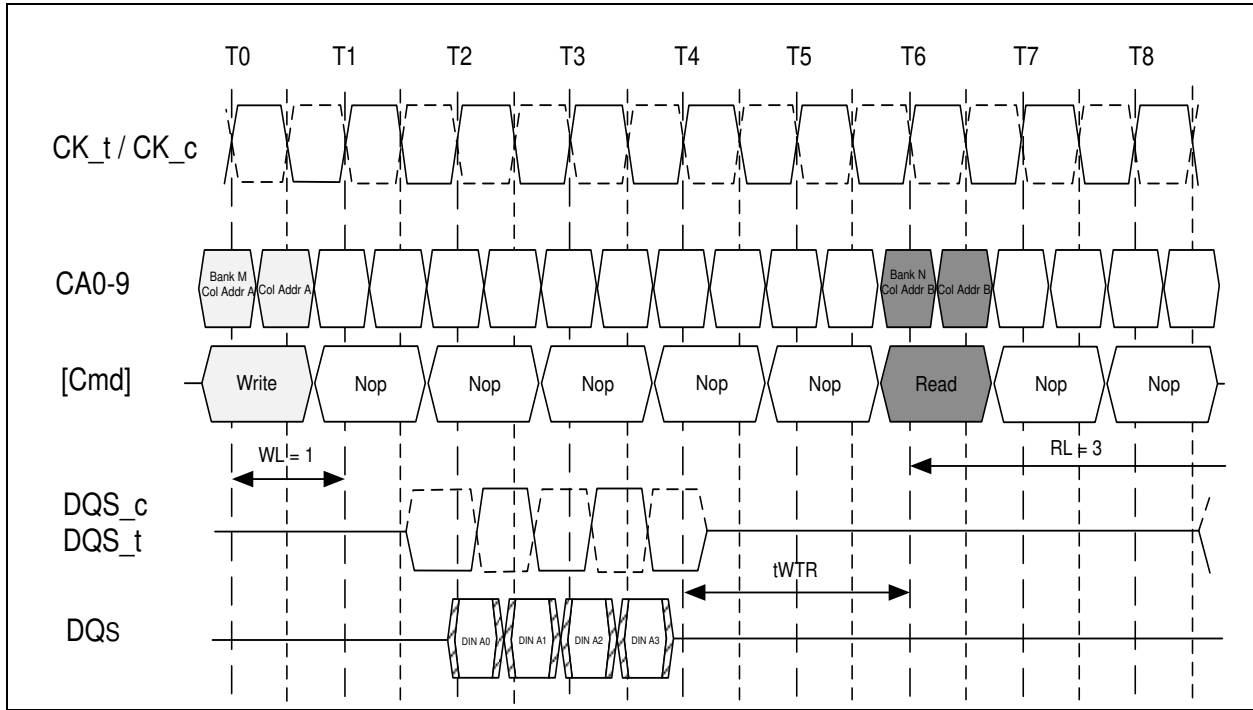 T0 T1 T2 T3 T4 T5 T6 T7 T8
CK_t / CK_c
CA0-9
Bank M
Col Addr A
Col Addr A
Bank N
Col Addr B
Col Addr B
[Cmd]
Write Nop Nop Nop Nop Nop Read Nop Nop
WL = 1
RL = 3
DQS_c
DQS_t
tWTR
DQs
DIN A0 DIN A1 DIN A2 DIN A3